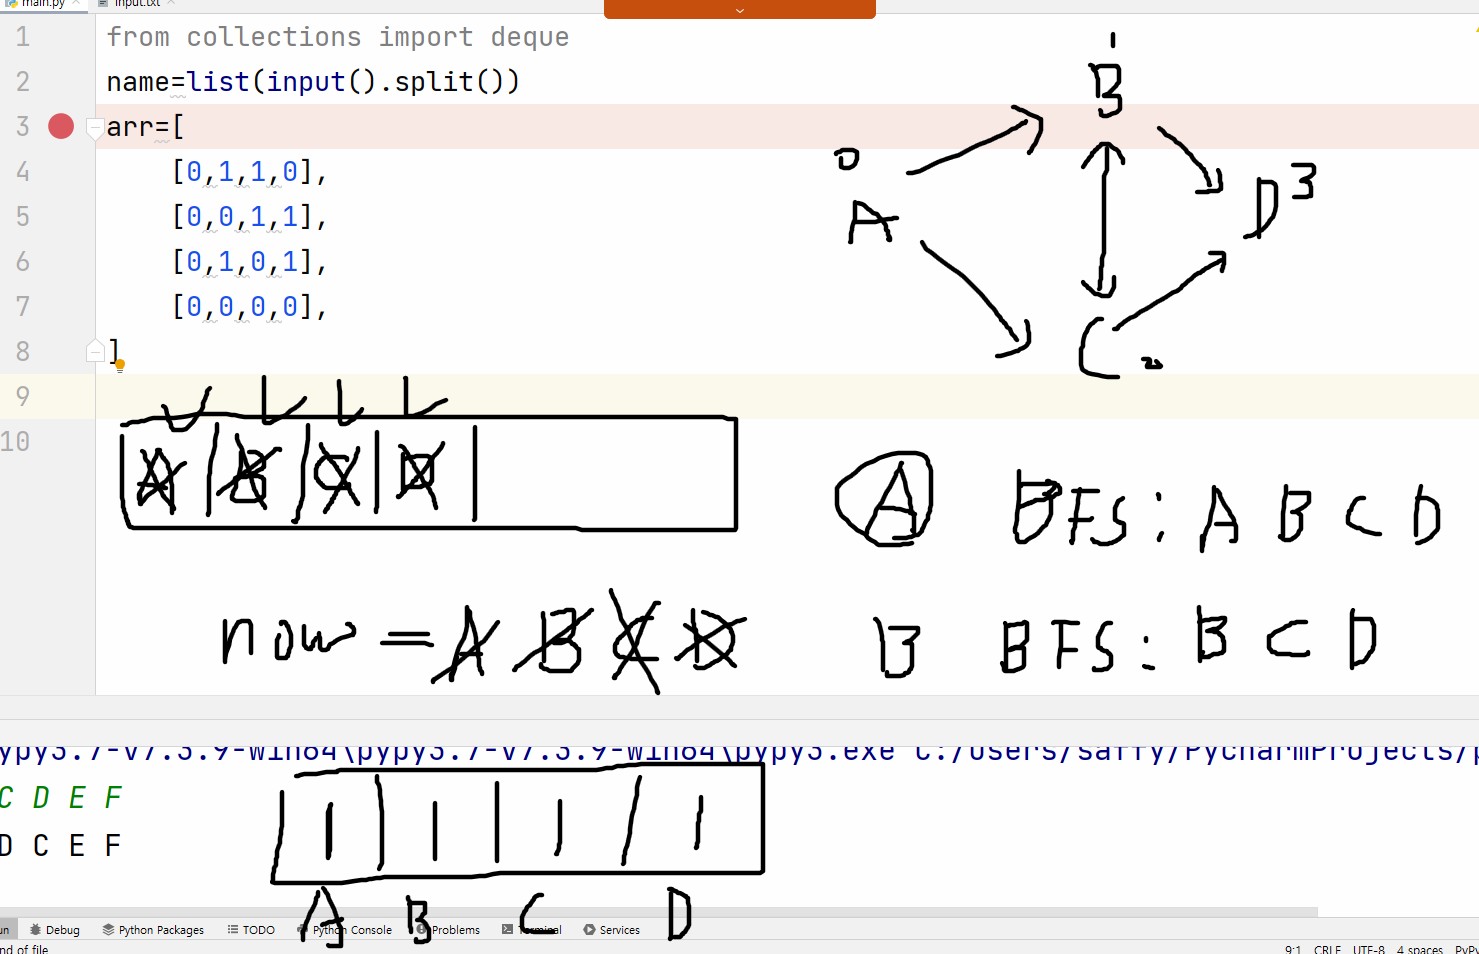 main.py input.txt
1 from collections import deque
2 name=list(input().split())
3 arr=[
4 [0,1,1,0],
5 [0,0,1,1],
6 [0,1,0,1],
7 [0,0,0,0],
8 ]
9
10
1
B
0
A
D 3
C 2
A B C D
A BFS: A B C D
now = A B C D
B BFS: B C D
ypy3.7-v7.3.9-win64\pypy3.7-v7.3.9-win64\pypy3.exe C:/Users/saffy/PycharmProjects/p
C D E F
D C E F
1 1 1 1
A B C D
un Debug Python Packages TODO Python Console Problems Terminal Services
nd of file 9:1 CRLF UTF-8 4 spaces PyPy